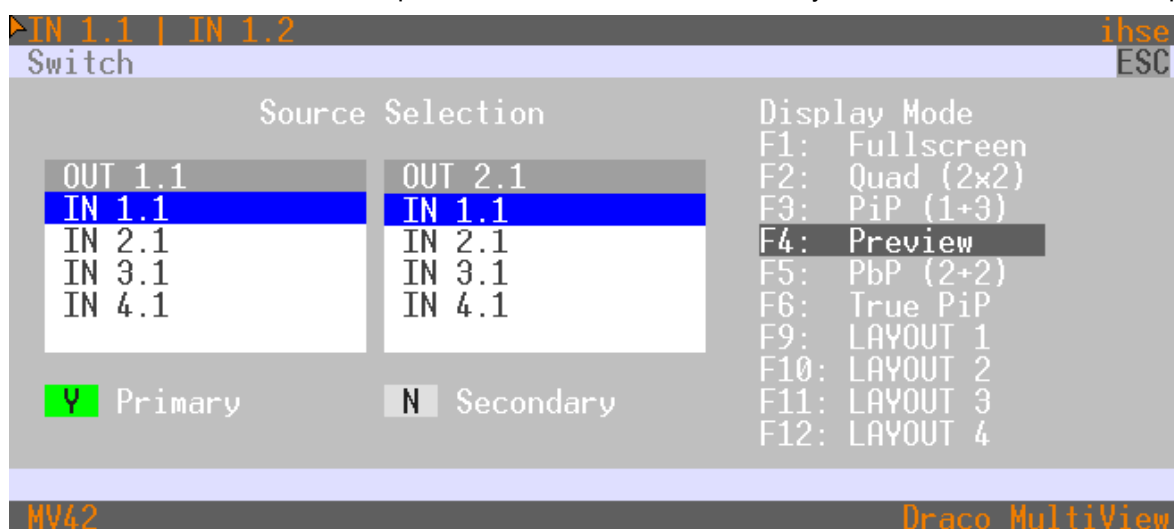 IN 1.1 | IN 1.2 ihse
Switch ESC
Source Selection
OUT 1.1
IN 1.1
IN 2.1
IN 3.1
IN 4.1
OUT 2.1
IN 1.1
IN 2.1
IN 3.1
IN 4.1
Y Primary
N Secondary
Display Mode
F1: Fullscreen
F2: Quad (2x2)
F3: PiP (1+3)
F4: Preview
F5: PbP (2+2)
F6: True PiP
F9: LAYOUT 1
F10: LAYOUT 2
F11: LAYOUT 3
F12: LAYOUT 4
MV42 Draco MultiView